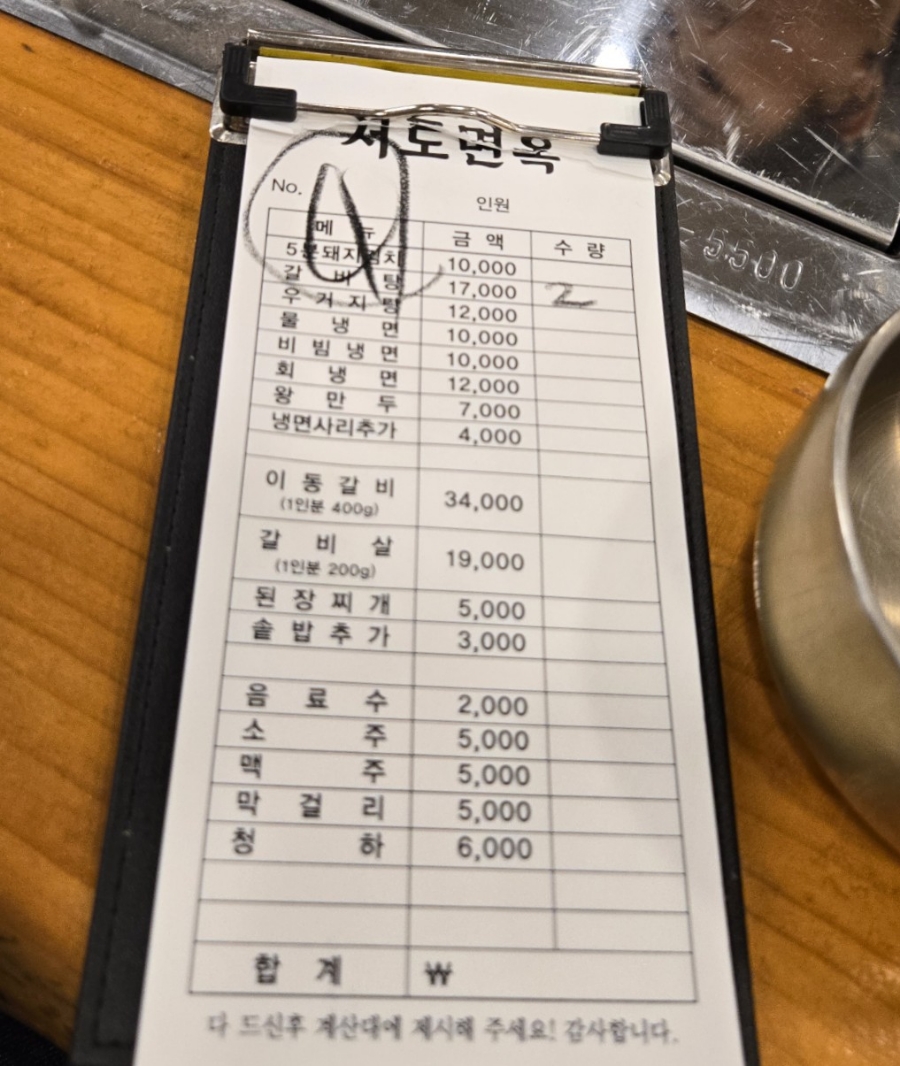 서도면옥
No.
인원
메 뉴 금 액 수 량
5분돼지김치 10,000
갈 비 탕 17,000 2
우 거 지 탕 12,000
물 냉 면 10,000
비 빔 냉 면 10,000
회 냉 면 12,000
왕 만 두 7,000
냉면사리추가 4,000
이 동 갈 비 34,000
(1인분 400g)
갈 비 살 19,000
(1인분 200g)
된 장 찌 개 5,000
솥 밥 추 가 3,000
음 료 수 2,000
소 주 5,000
맥 주 5,000
막 걸 리 5,000
청 하 6,000
합 계 ₩
다 드신후 계산대에 제시해 주세요! 감사합니다.
5500